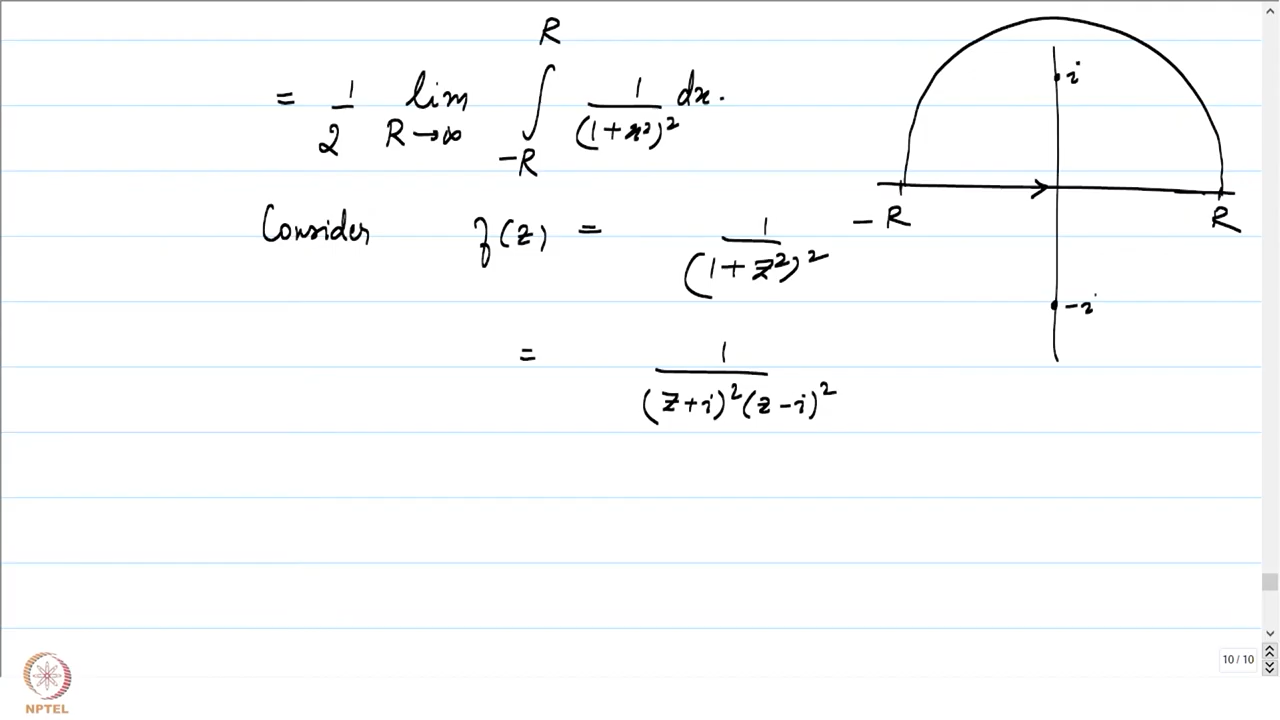 = 1/2 lim R→∞ ∫_{-R}^{R} 1/(1+x²)² dx.
Consider f(z) = 1/(1+z²)²
= 1/((z+i)²(z-i)²)
i
-R R
-i
10 / 10
NPTEL